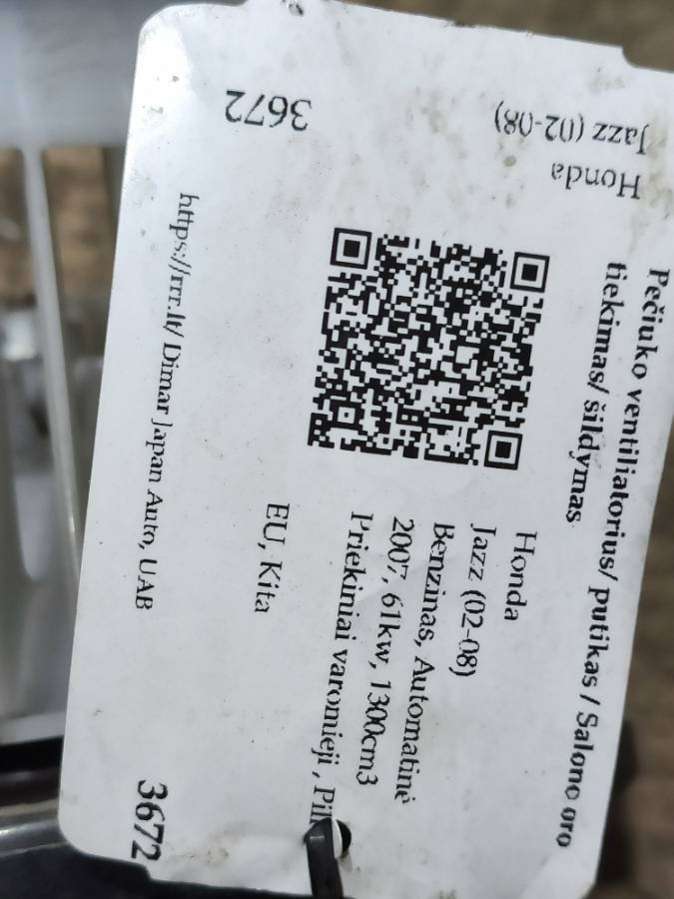 Pečiuko ventiliatorius/ putikas / Salono oro
tiekimas/ šildymas
Honda
Jazz (02-08)
Benzinas, Automatinė
2007, 61kw, 1300cm3
Priekiniai varomieji ,
EU, Kita
https://rrr.lt/ Dimar Japan Auto, UAB
3672
Honda
Jazz (02-08)
3672